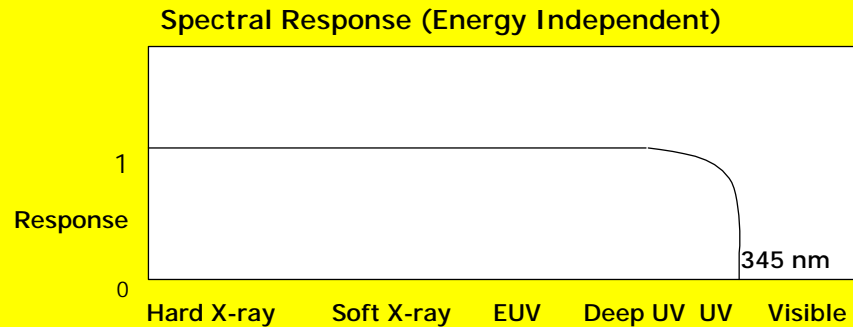 Spectral Response (Energy Independent)
1
Response
0
345 nm
Hard X-ray Soft X-ray EUV Deep UV UV Visible